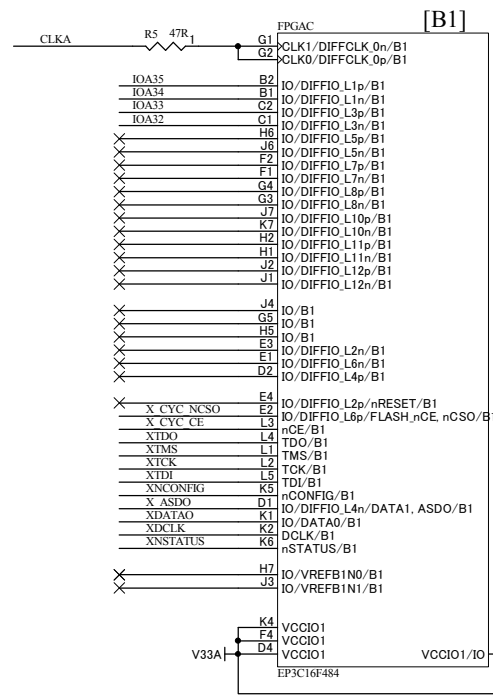 FPGAC [B1]
CLKA R5 47R 1 G1 CLK1/DIFFCLK_0n/B1
G2 CLK0/DIFFCLK_0p/B1
IOA35 B2 IO/DIFFIO_L1p/B1
IOA34 B1 IO/DIFFIO_L1n/B1
IOA33 C2 IO/DIFFIO_L3p/B1
IOA32 C1 IO/DIFFIO_L3n/B1
H6 IO/DIFFIO_L5p/B1
J6 IO/DIFFIO_L5n/B1
F2 IO/DIFFIO_L7p/B1
F1 IO/DIFFIO_L7n/B1
G4 IO/DIFFIO_L8p/B1
G3 IO/DIFFIO_L8n/B1
J7 IO/DIFFIO_L10p/B1
K7 IO/DIFFIO_L10n/B1
H2 IO/DIFFIO_L11p/B1
H1 IO/DIFFIO_L11n/B1
J2 IO/DIFFIO_L12p/B1
J1 IO/DIFFIO_L12n/B1
J4 IO/B1
G5 IO/B1
H5 IO/B1
E3 IO/DIFFIO_L2n/B1
E1 IO/DIFFIO_L6n/B1
D2 IO/DIFFIO_L4p/B1
E4 IO/DIFFIO_L2p/nRESET/B1
X_CYC_NCSO E2 IO/DIFFIO_L6p/FLASH_nCE, nCSO/B1
X_CYC_CE L3 nCE/B1
XTDO L4 TDO/B1
XTMS L1 TMS/B1
XTCK L2 TCK/B1
XTDI L5 TDI/B1
XNCONFIG K5 nCONFIG/B1
X_ASDO D1 IO/DIFFIO_L4n/DATA1, ASDO/B1
XDATAO K1 IO/DATA0/B1
XDCLK K2 DCLK/B1
XNSTATUS K6 nSTATUS/B1
H7 IO/VREFB1N0/B1
J3 IO/VREFB1N1/B1
K4 VCCIO1
F4 VCCIO1
V33A D4 VCCIO1 VCCIO1/IO
EP3C16F484